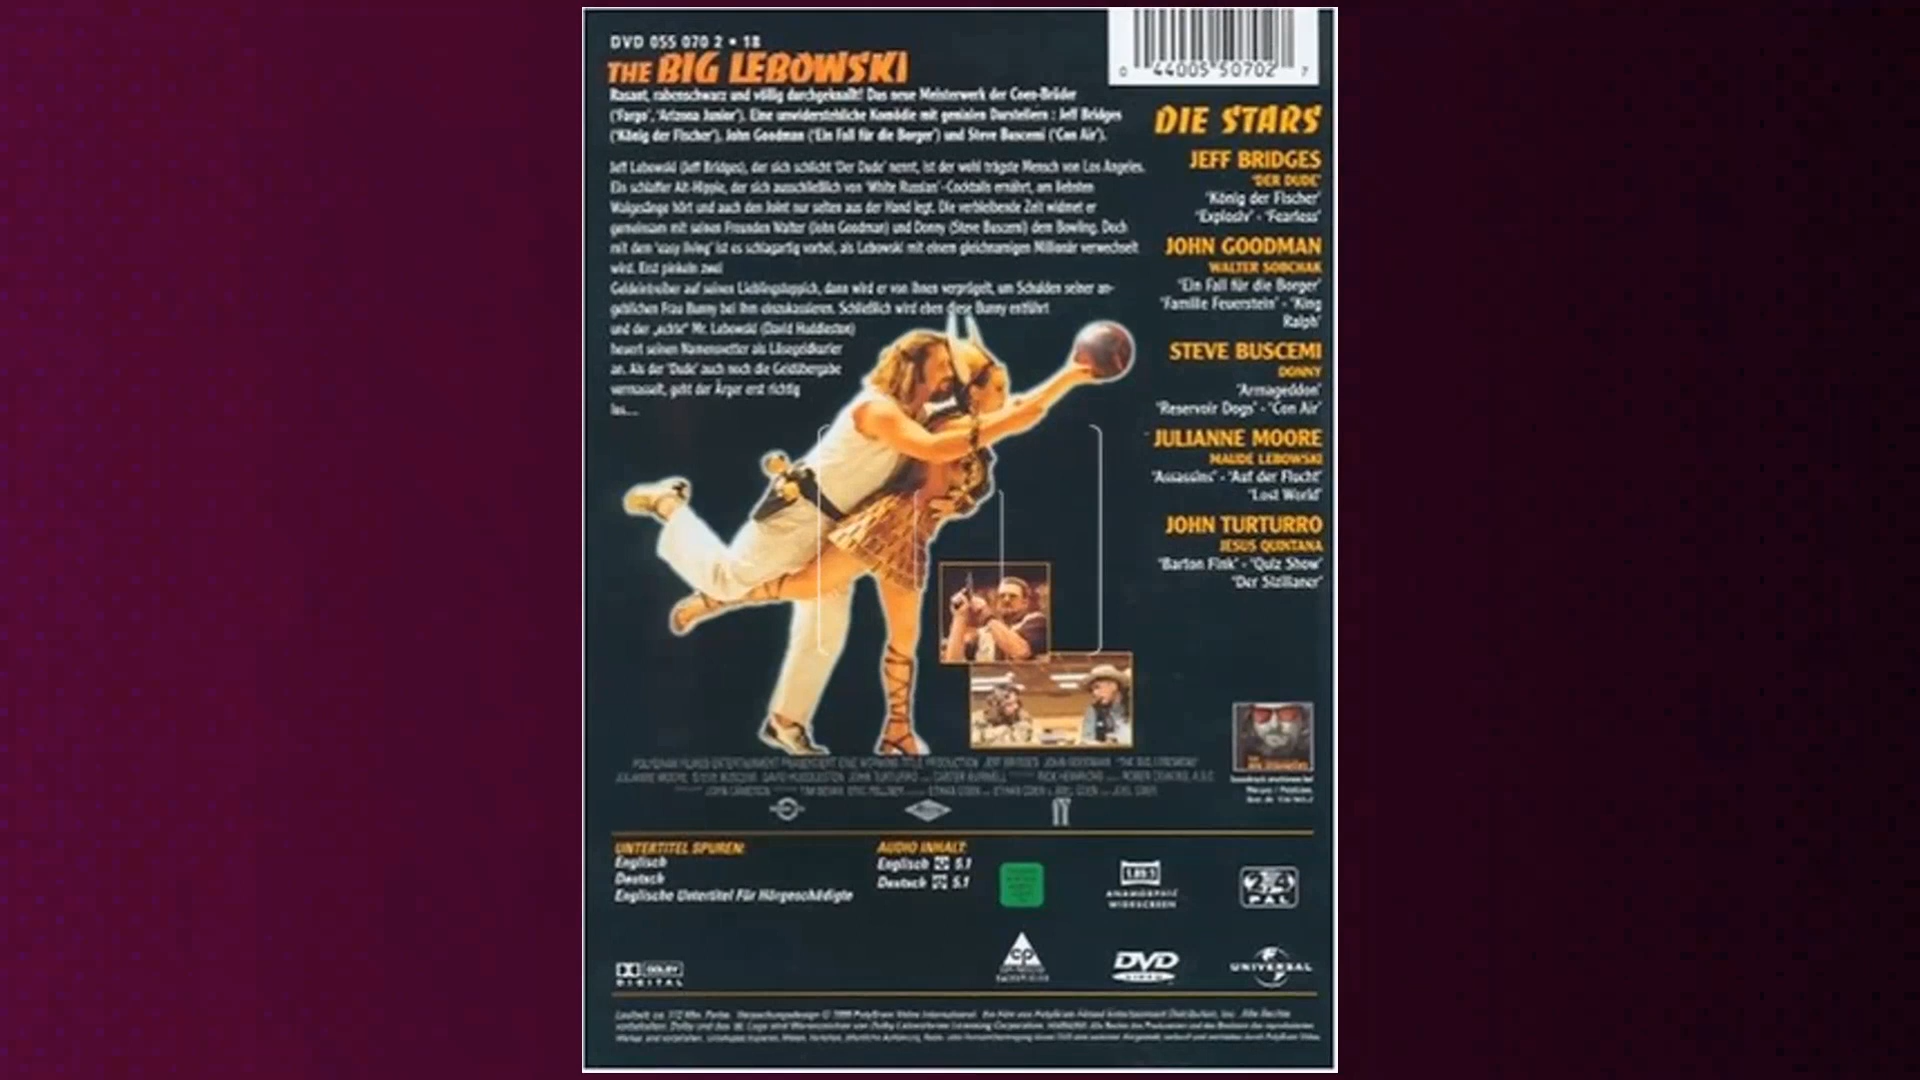 DVD 055 070 2 • 18
THE BIG LEBOWSKI
Rasant, rabenschwarz und völlig durchgeknallt! Das neue Meisterwerk der Coen-Brüder
('Fargo', 'Arizona Junior'). Eine unwiderstehliche Komödie mit genialen Darstellern : Jeff Bridges
('König der Fischer'), John Goodman ('Ein Fall für die Borger') und Steve Buscemi ('Con Air').
Jeff Lebowski (Jeff Bridges), der sich schlicht 'Der Dude' nennt, ist der wohl trägste Mensch von Los Angeles.
Ein schlaffer Alt-Hippie, der sich ausschließlich von 'White Russian'-Cocktails ernährt, am liebsten
Walgesänge hört und auch den Joint nur selten aus der Hand legt. Die verbleibende Zeit widmet er
gemeinsam mit seinen Freunden Walter (John Goodman) und Donny (Steve Buscemi) dem Bowling. Doch
mit dem 'easy living' ist es schlagartig vorbei, als Lebowski mit einem gleichnamigen Millionär verwechselt
wird. Erst pinkeln zwei
Geldeintreiber auf seinen Lieblingsteppich, dann wird er von ihnen verprügelt, um Schulden seiner an-
geblichen Frau Bunny bei ihm einzukassieren. Schließlich wird eben diese Bunny entführt
und der „echte" Mr. Lebowski (David Huddleston)
heuert seinen Namensvetter als Lösegeldkurier
an. Als der 'Dude' auch noch die Geldübergabe
vermasselt, geht der Ärger erst richtig
los....
0 44005 50702 7
DIE STARS
JEFF BRIDGES
'DER DUDE'
'König der Fischer'
'Explosiv' - 'Fearless'
JOHN GOODMAN
WALTER SOBCHAK
'Ein Fall für die Borger'
'Familie Feuerstein' - 'King
Ralph'
STEVE BUSCEMI
DONNY
'Armageddon'
'Reservoir Dogs' - 'Con Air'
JULIANNE MOORE
MAUDE LEBOWSKI
'Assassins' - 'Auf der Flucht'
'Lost World'
JOHN TURTURRO
JESUS QUINTANA
'Barton Fink' - 'Quiz Show'
'Der Sizilianer'
UNTERTITEL SPUREN:
Englisch
Deutsch
Englische Untertitel Für Hörgeschädigte
AUDIO INHALT:
Englisch 5.1
Deutsch 5.1
1.85:1
ANAMORPHIC
WIDESCREEN
2 4
PAL
DOLBY
DIGITAL
DVD
VIDEO
UNIVERSAL